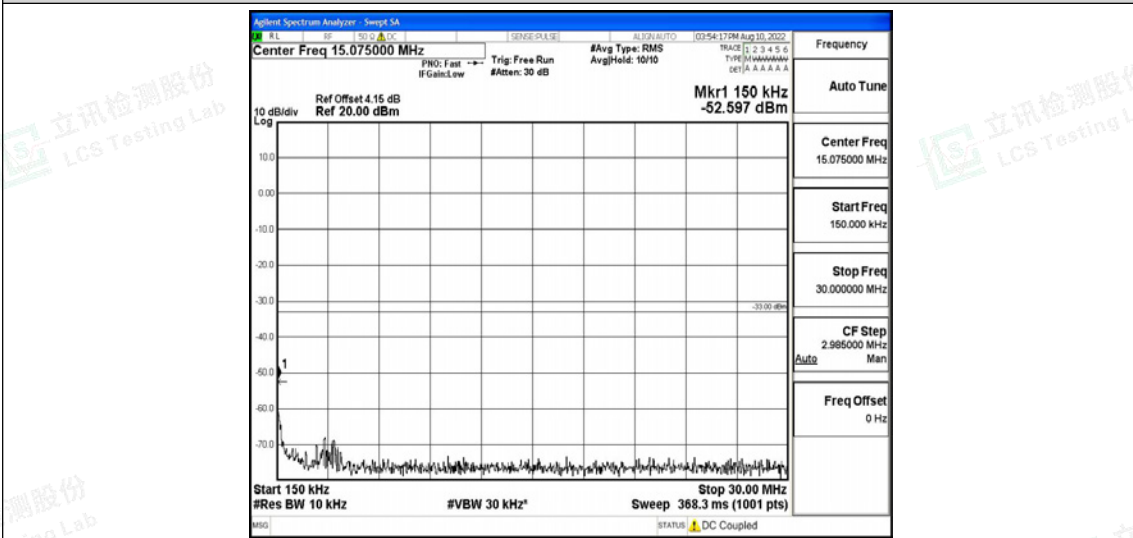 Agilent Spectrum Analyzer - Swept SA
RL RF 50 Ω DC SENSE:PULSE ALIGN AUTO 03:54:17 PM Aug 10, 2022
Center Freq 15.075000 MHz
PNO: Fast
IFGain:Low
Trig: Free Run
#Atten: 30 dB
#Avg Type: RMS
Avg|Hold: 10/10
TRACE 1 2 3 4 5 6
TYPE M WWWWW
DET A A A A A A
Frequency
Auto Tune
Mkr1 150 kHz
-52.597 dBm
Ref Offset 4.15 dB
10 dB/div Ref 20.00 dBm
Log
10.0
0.00
-10.0
-20.0
-30.0
-40.0
-50.0
-60.0
-70.0
-33.00 dBm
1
Center Freq
15.075000 MHz
Start Freq
150.000 kHz
Stop Freq
30.000000 MHz
CF Step
2.985000 MHz
Auto Man
Freq Offset
0 Hz
Start 150 kHz Stop 30.00 MHz
#Res BW 10 kHz #VBW 30 kHz* Sweep 368.3 ms (1001 pts)
MSG STATUS DC Coupled
立讯检测股份
LCS Testing Lab
立讯检测股份
LCS Testing L
测股份